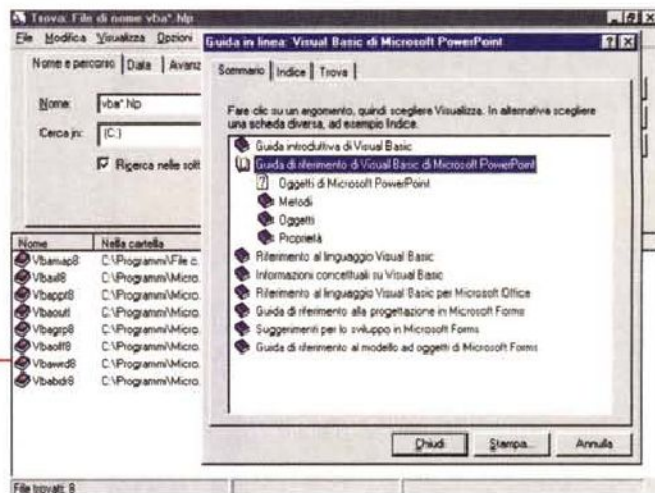 Trova: File di nome vba*.hlp
File Modifica Visualizza Opzioni
Nome e percorso Data Avanz
Nome: vba*.hlp
Cerca in: (C:)
Ricerca nelle sott
Nome Nella cartella
Vbamap8 C:\Programmi\File c.
C:\Programmi\Micro.
Vbappt8 C:\Programmi\Micro.
Vbaoutl C:\Programmi\Micro.
Vbagrp8 C:\Programmi\Micro.
Vbaoff8 C:\Programmi\Micro.
Vbawrd8 C:\Programmi\Micro.
C:\Programmi\Micro.
File trovati: 8
Guida in linea: Visual Basic di Microsoft PowerPoint
Sommario Indice Trova
Fare clic su un argomento, quindi scegliere Visualizza. In alternativa scegliere
una scheda diversa, ad esempio Indice.
Guida introduttiva di Visual Basic
Guida di riferimento di Visual Basic di Microsoft PowerPoint
Oggetti di Microsoft PowerPoint
Metodi
Oggetti
Proprietà
Riferimento al linguaggio Visual Basic
Informazioni concettuali su Visual Basic
Riferimento al linguaggio Visual Basic per Microsoft Office
Guida di riferimento alla progettazione in Microsoft Forms
Suggerimenti per lo sviluppo in Microsoft Forms
Guida di riferimento al modello ad oggetti di Microsoft Forms
Chiudi Stampa... Annulla